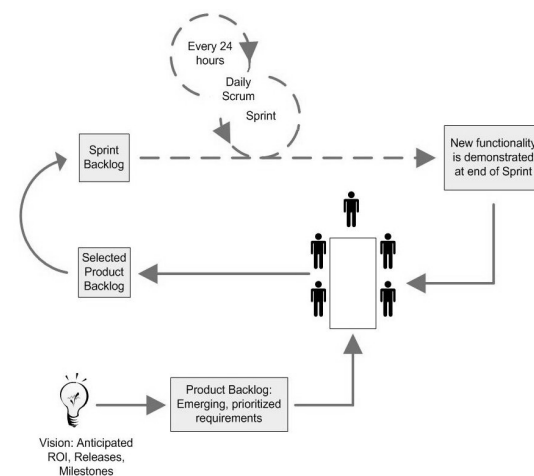 Every 24
hours
Daily
Scrum
Sprint
Sprint
Backlog
New functionality
is demonstrated
at end of Sprint
Selected
Product
Backlog
Product Backlog:
Emerging, prioritized
requirements
Vision: Anticipated
ROI, Releases,
Milestones